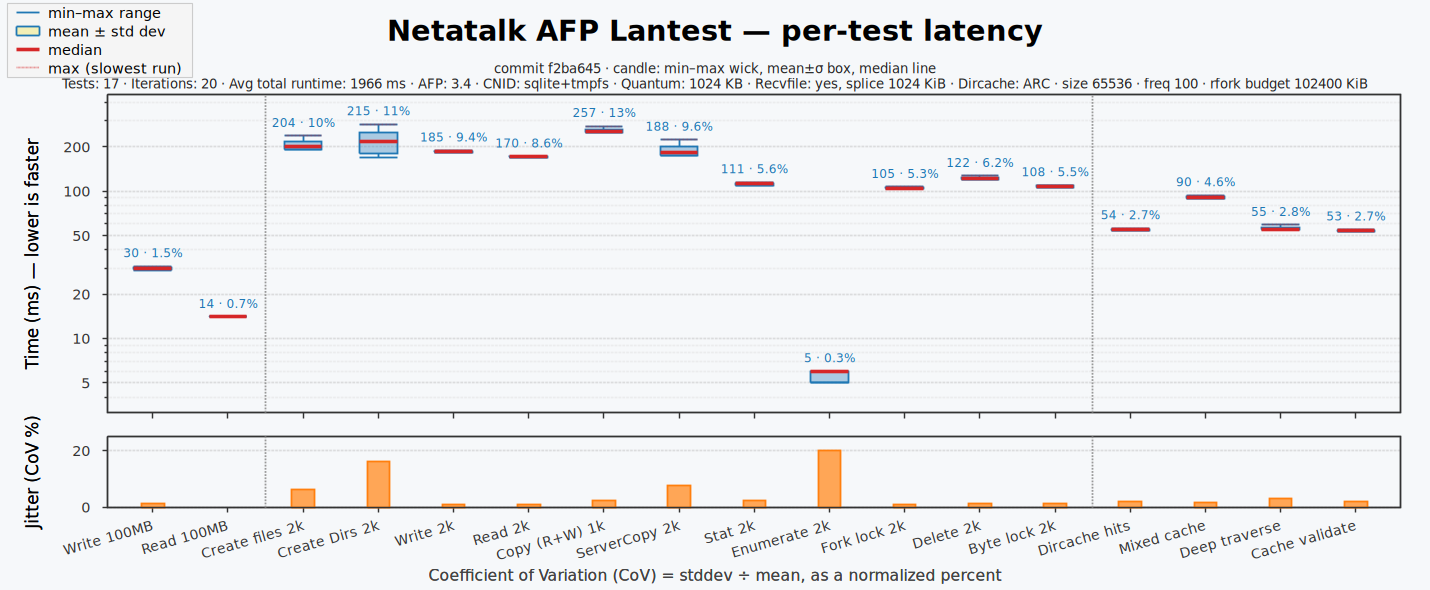 min–max range
mean ± std dev
median
max (slowest run)
Netatalk AFP Lantest — per-test latency
commit f2ba645 · candle: min–max wick, mean±σ box, median line
Tests: 17 · Iterations: 20 · Avg total runtime: 1966 ms · AFP: 3.4 · CNID: sqlite+tmpfs · Quantum: 1024 KB · Recvfile: yes, splice 1024 KiB · Dircache: ARC · size 65536 · freq 100 · rfork budget 102400 KiB
Time (ms) — lower is faster
200
100
50
20
10
5
30 · 1.5%
14 · 0.7%
204 · 10%
215 · 11%
185 · 9.4%
170 · 8.6%
257 · 13%
188 · 9.6%
111 · 5.6%
5 · 0.3%
105 · 5.3%
122 · 6.2%
108 · 5.5%
54 · 2.7%
90 · 4.6%
55 · 2.8%
53 · 2.7%
Jitter (CoV %)
20
0
Write 100MB
Read 100MB
Create files 2k
Create Dirs 2k
Write 2k
Read 2k
Copy (R+W) 1k
ServerCopy 2k
Stat 2k
Enumerate 2k
Fork lock 2k
Delete 2k
Byte lock 2k
Dircache hits
Mixed cache
Deep traverse
Cache validate
Coefficient of Variation (CoV) = stddev ÷ mean, as a normalized percent